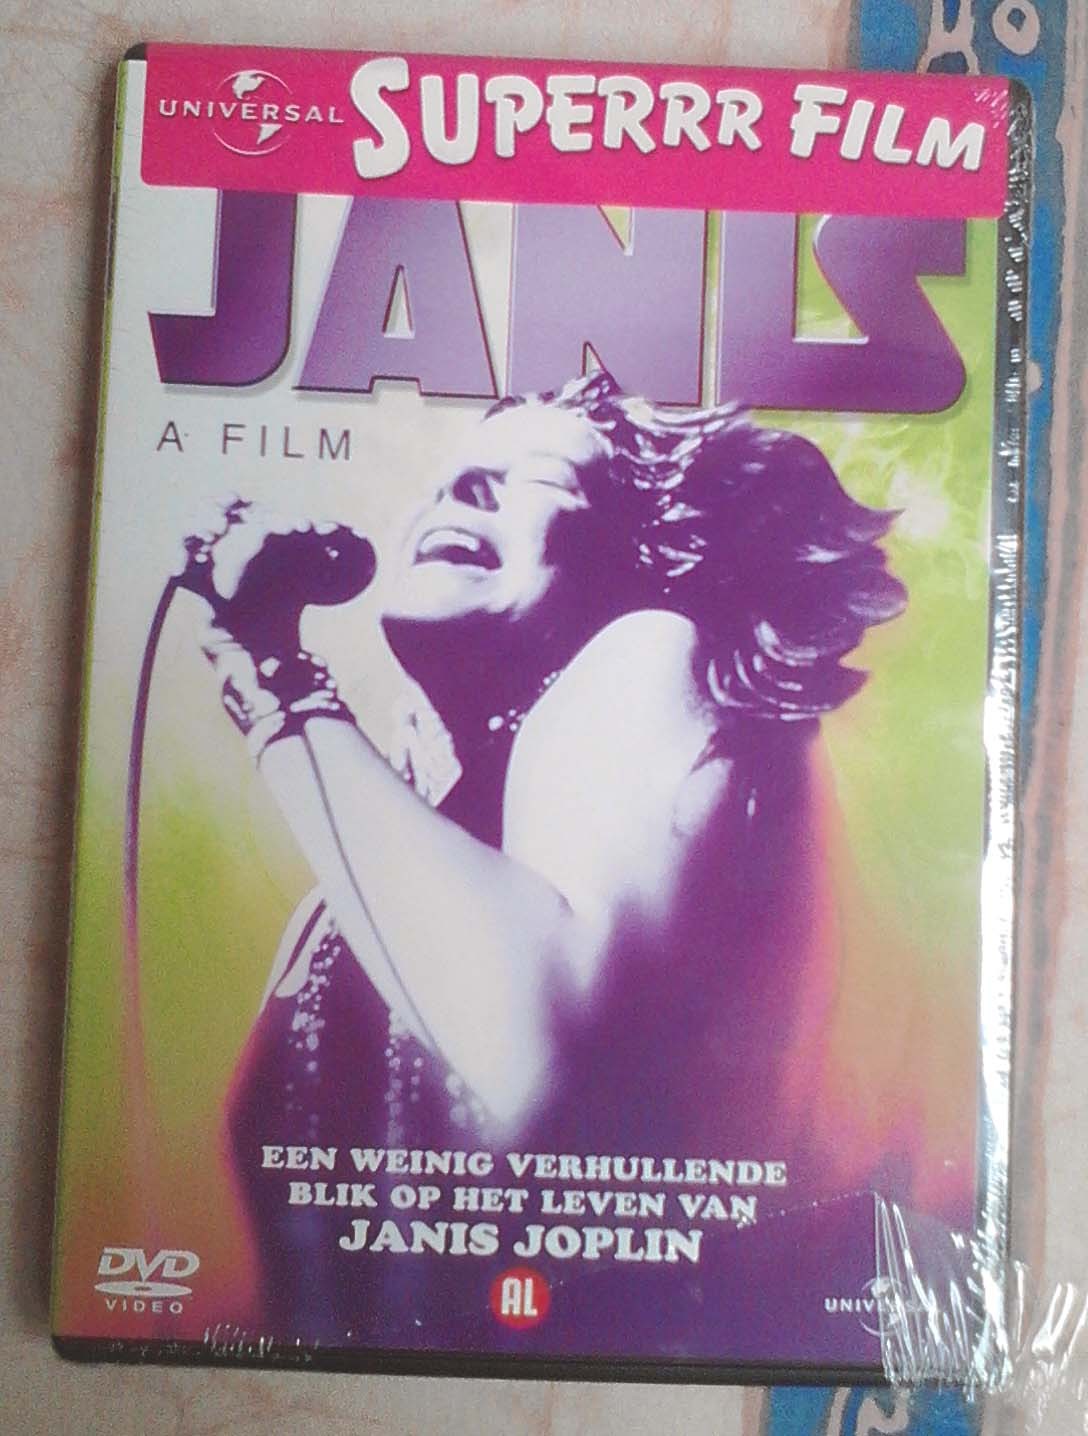 UNIVERSAL SUPERRR FILM
JANIS
A FILM
EEN WEINIG VERHULLENDE
BLIK OP HET LEVEN VAN
JANIS JOPLIN
DVD
VIDEO
AL
UNIVERSAL